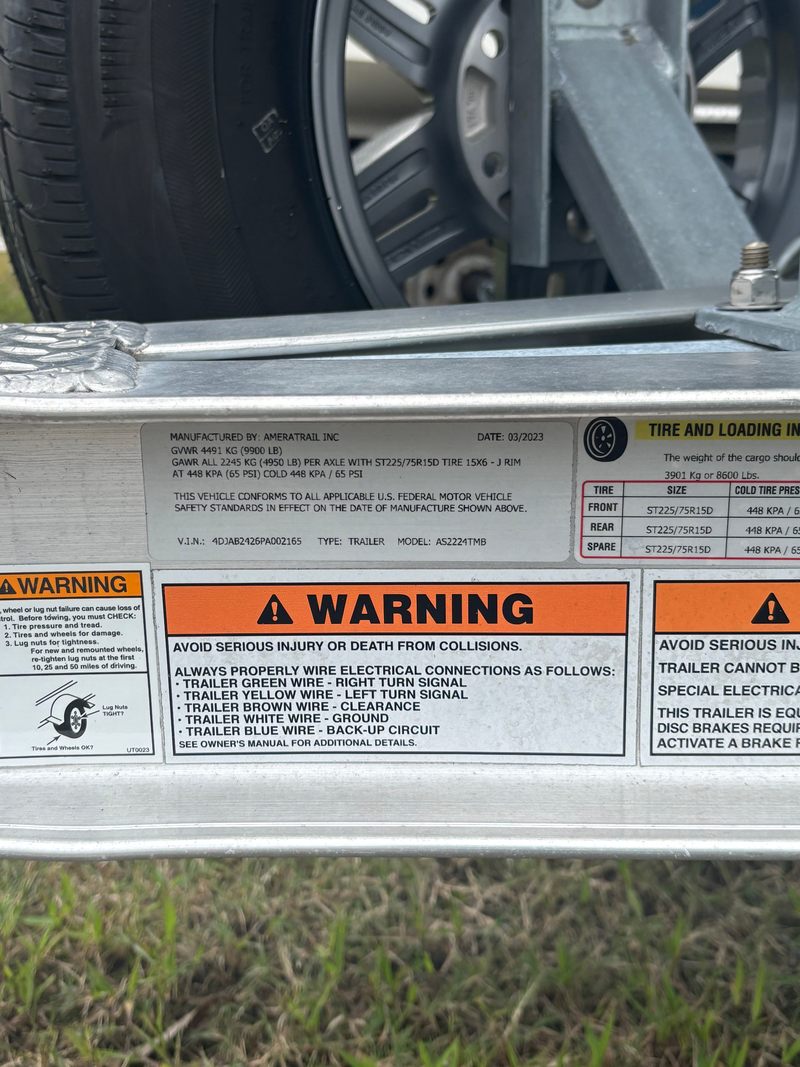 MANUFACTURED BY: AMERATRAIL INC DATE: 03/2023
GVWR 4491 KG (9900 LB)
GAWR ALL 2245 KG (4950 LB) PER AXLE WITH ST225/75R15D TIRE 15X6 - J RIM
AT 448 KPA (65 PSI) COLD 448 KPA / 65 PSI
THIS VEHICLE CONFORMS TO ALL APPLICABLE U.S. FEDERAL MOTOR VEHICLE
SAFETY STANDARDS IN EFFECT ON THE DATE OF MANUFACTURE SHOWN ABOVE.
V.I.N.: 4DJAB2426PA002165 TYPE: TRAILER MODEL: AS2224TMB
TIRE AND LOADING IN
The weight of the cargo shoul
3901 Kg or 8600 Lbs.
TIRE SIZE COLD TIRE PRES
FRONT ST225/75R15D 448 KPA / 6
REAR ST225/75R15D 448 KPA / 65
SPARE ST225/75R15D 448 KPA / 65
WARNING
wheel or lug nut failure can cause loss of
trol. Before towing, you must CHECK:
1. Tire pressure and tread.
2. Tires and wheels for damage.
3. Lug nuts for tightness.
For new and remounted wheels,
re-tighten lug nuts at the first
10, 25 and 50 miles of driving.
Lug Nuts
TIGHT?
Tires and Wheels OK?
UT0023
WARNING
AVOID SERIOUS INJURY OR DEATH FROM COLLISIONS.
ALWAYS PROPERLY WIRE ELECTRICAL CONNECTIONS AS FOLLOWS:
· TRAILER GREEN WIRE - RIGHT TURN SIGNAL
· TRAILER YELLOW WIRE - LEFT TURN SIGNAL
· TRAILER BROWN WIRE - CLEARANCE
· TRAILER WHITE WIRE - GROUND
· TRAILER BLUE WIRE - BACK-UP CIRCUIT
SEE OWNER'S MANUAL FOR ADDITIONAL DETAILS.
AVOID SERIOUS INJ
TRAILER CANNOT B
SPECIAL ELECTRICA
THIS TRAILER IS EQU
DISC BRAKES REQUIR
ACTIVATE A BRAKE F